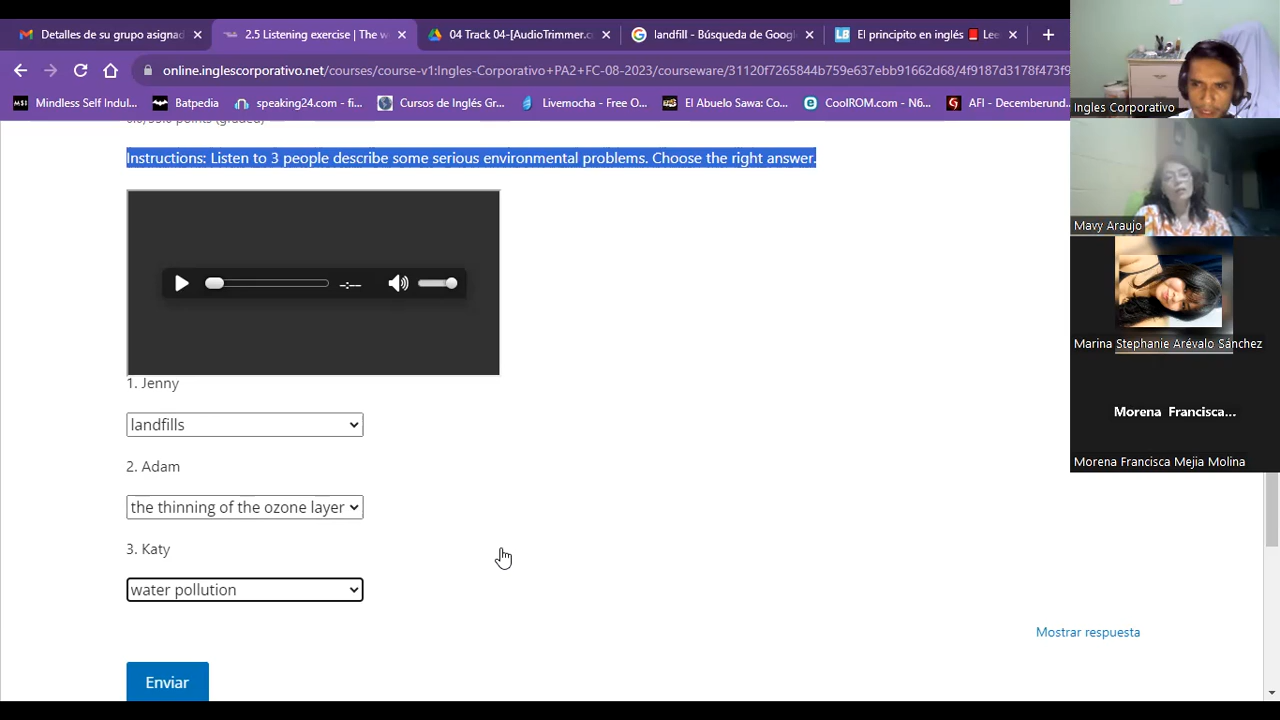 Detalles de su grupo asignad
2.5 Listening exercise | The w
04 Track 04-[AudioTrimmer.c
landfill - Búsqueda de Googl
El principito en inglés 📕 Lee
online.inglescorporativo.net/courses/course-v1:Ingles-Corporativo+PA2+FC-08-2023/courseware/31120f7265844b759e637ebb91662d68/4f9187d3178f473f9
Mindless Self Indul...
Batpedia
speaking24.com - fi...
Cursos de Inglés Gr...
Livemocha - Free O...
El Abuelo Sawa: Co...
CoolROM.com - N6...
AFI - Decemberund...
points (graded)
Instructions: Listen to 3 people describe some serious environmental problems. Choose the right answer.
-:--
1. Jenny
landfills
2. Adam
the thinning of the ozone layer
3. Katy
water pollution
Mostrar respuesta
Enviar
Ingles Corporativo
Mavy Araujo
Marina Stephanie Arévalo Sánchez
Morena Francisca...
Morena Francisca Mejia Molina